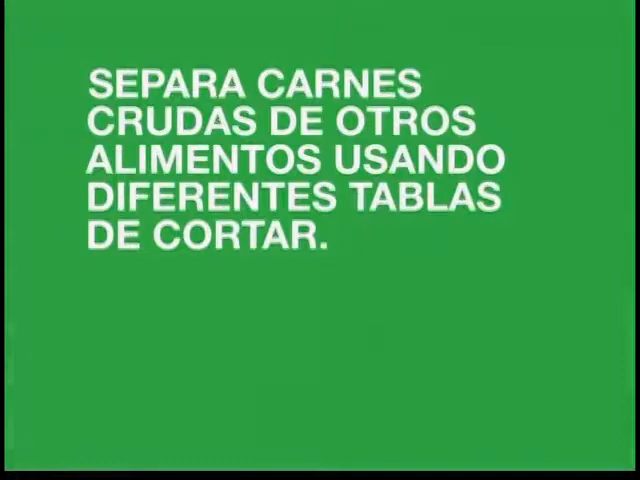 SEPARA CARNES
CRUDAS DE OTROS
ALIMENTOS USANDO
DIFERENTES TABLAS
DE CORTAR.